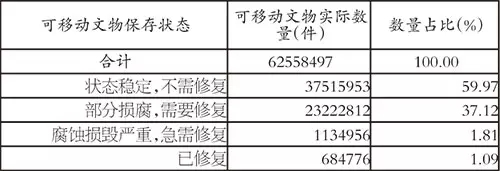 可移动文物保存状态 可移动文物实际数量(件) 数量占比(%)
合计 62558497 100.00
状态稳定,不需修复 37515953 59.97
部分损腐,需要修复 23222812 37.12
腐蚀损毁严重,急需修复 1134956 1.81
已修复 684776 1.09